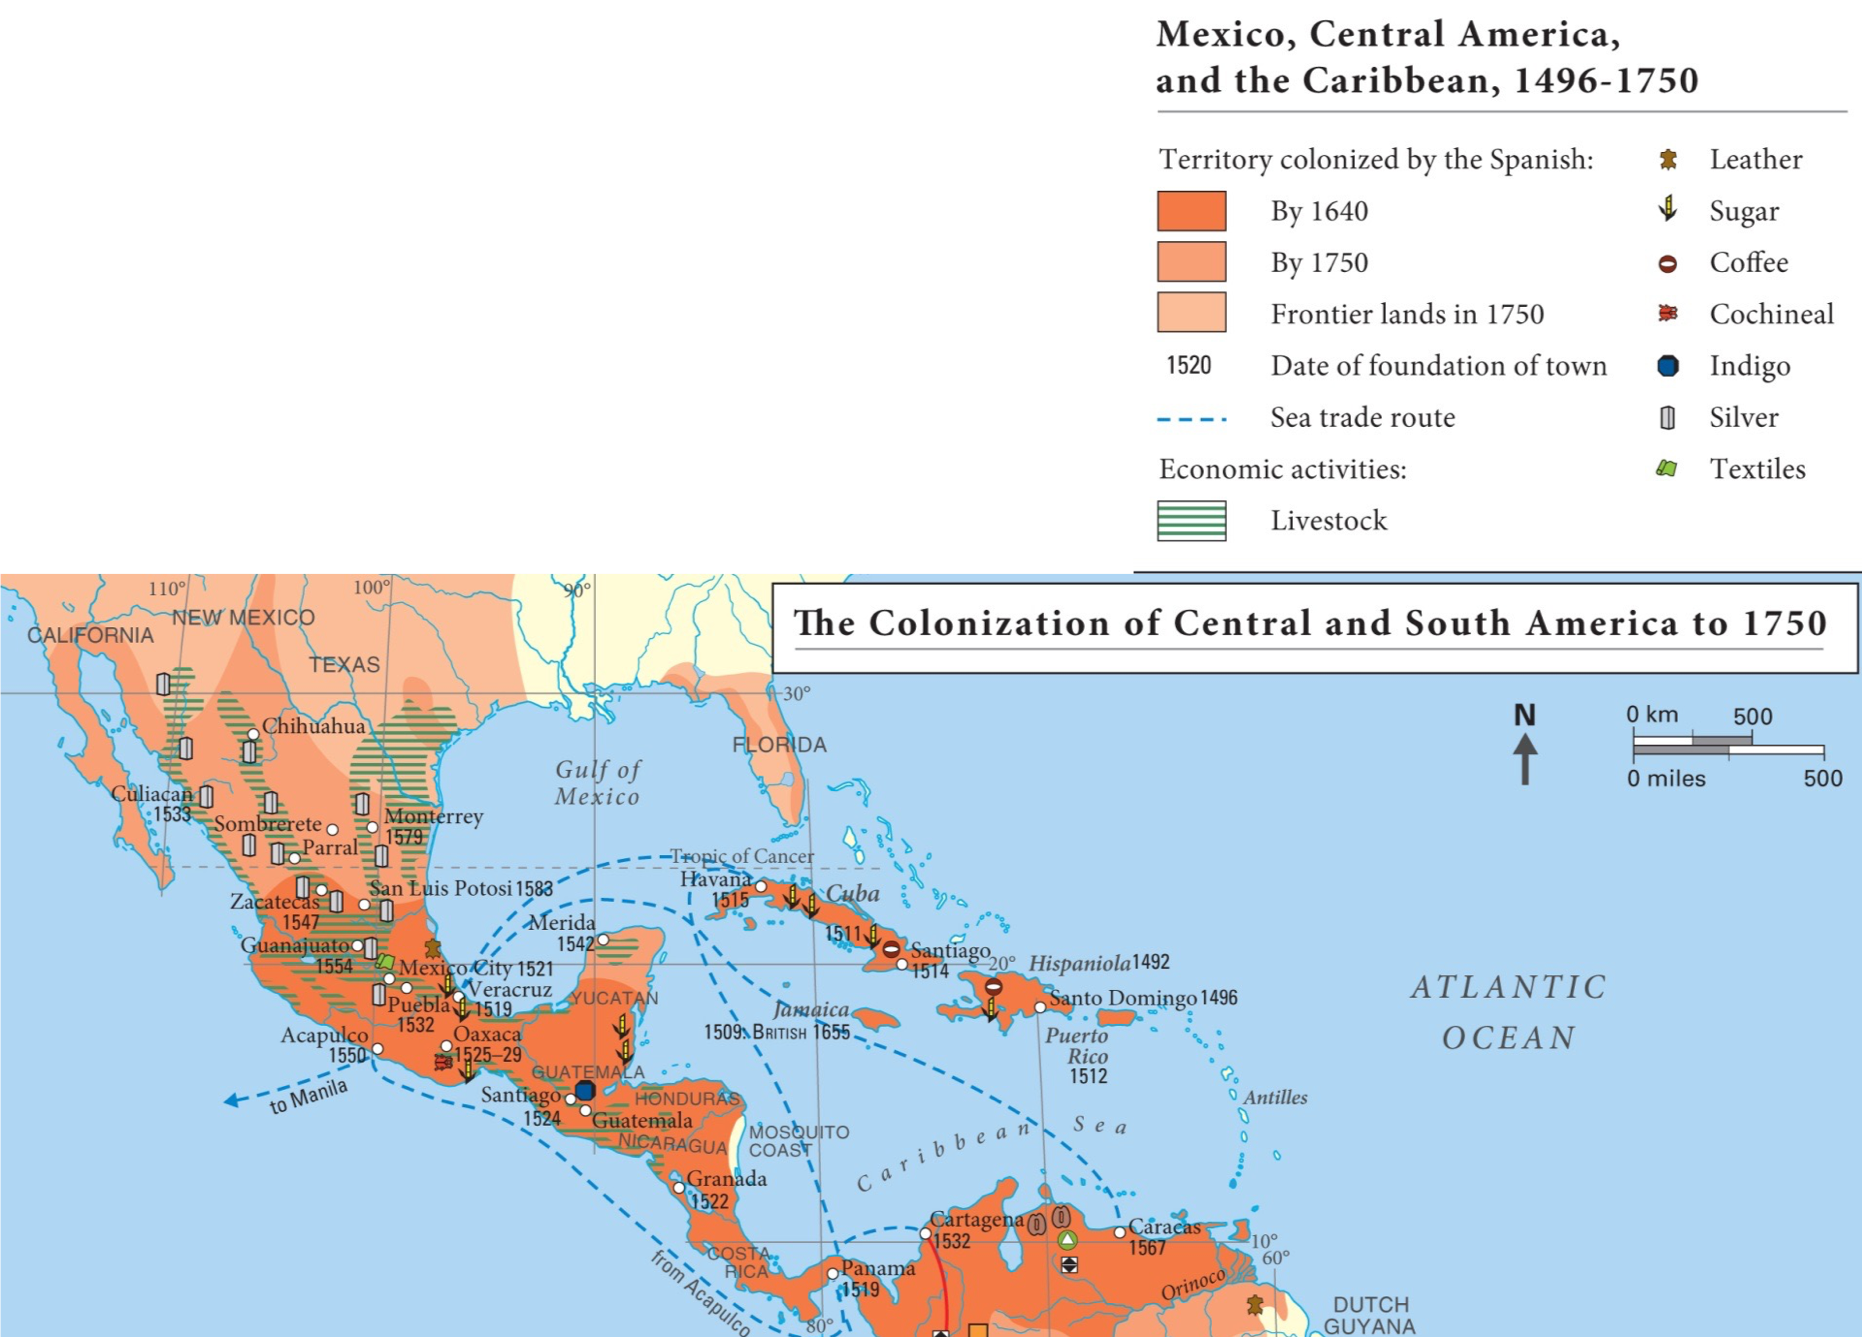 Mexico, Central America,
and the Caribbean, 1496-1750
Territory colonized by the Spanish:
By 1640
By 1750
Frontier lands in 1750
1520 Date of foundation of town
Sea trade route
Economic activities:
Livestock
Leather
Sugar
Coffee
Cochineal
Indigo
Silver
Textiles
The Colonization of Central and South America to 1750
110°
100°
90°
NEW MEXICO
CALIFORNIA
TEXAS
30°
N
0 km 500
0 miles 500
Chihuahua
FLORIDA
Gulf of
Mexico
Culiacan
1533
Sombrerete
Monterrey
1579
Parral
Tropic of Cancer
Havana
1515
Cuba
San Luis Potosi 1583
Zacatecas
1547
Merida
1542
1511
Guanajuato
1554
Santiago
1514
20°
Hispaniola 1492
Mexico City 1521
Veracruz
1519
Puebla
1532
YUCATAN
Santo Domingo 1496
Jamaica
1509: BRITISH 1655
ATLANTIC
OCEAN
Acapulco
1550
Oaxaca
1525–29
Puerto
Rico
1512
to Manila
GUATEMALA
Santiago
1524
HONDURAS
Guatemala
NICARAGUA
MOSQUITO
COAST
Antilles
Caribbean Sea
Granada
1522
Cartagena
1532
Caracas
1567
10°
60°
COSTA
RICA
Panama
1519
from Acapulco
Orinoco
80°
DUTCH
GUYANA